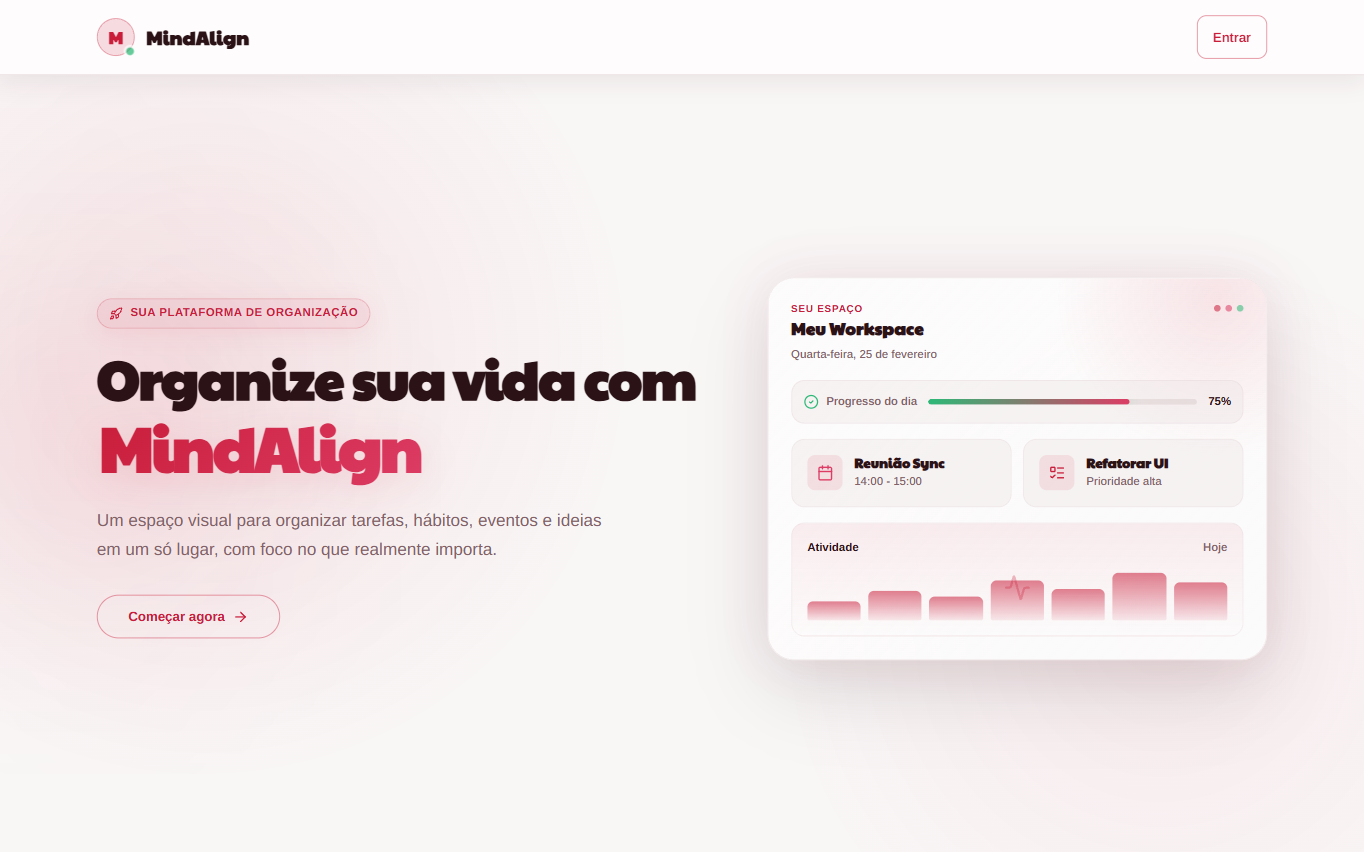 M
MindAlign
Entrar
SUA PLATAFORMA DE ORGANIZAÇÃO
Organize sua vida com
MindAlign
Um espaço visual para organizar tarefas, hábitos, eventos e ideias
em um só lugar, com foco no que realmente importa.
Começar agora
SEU ESPAÇO
Meu Workspace
Quarta-feira, 25 de fevereiro
Progresso do dia
75%
Reunião Sync
14:00 - 15:00
Refatorar UI
Prioridade alta
Atividade
Hoje